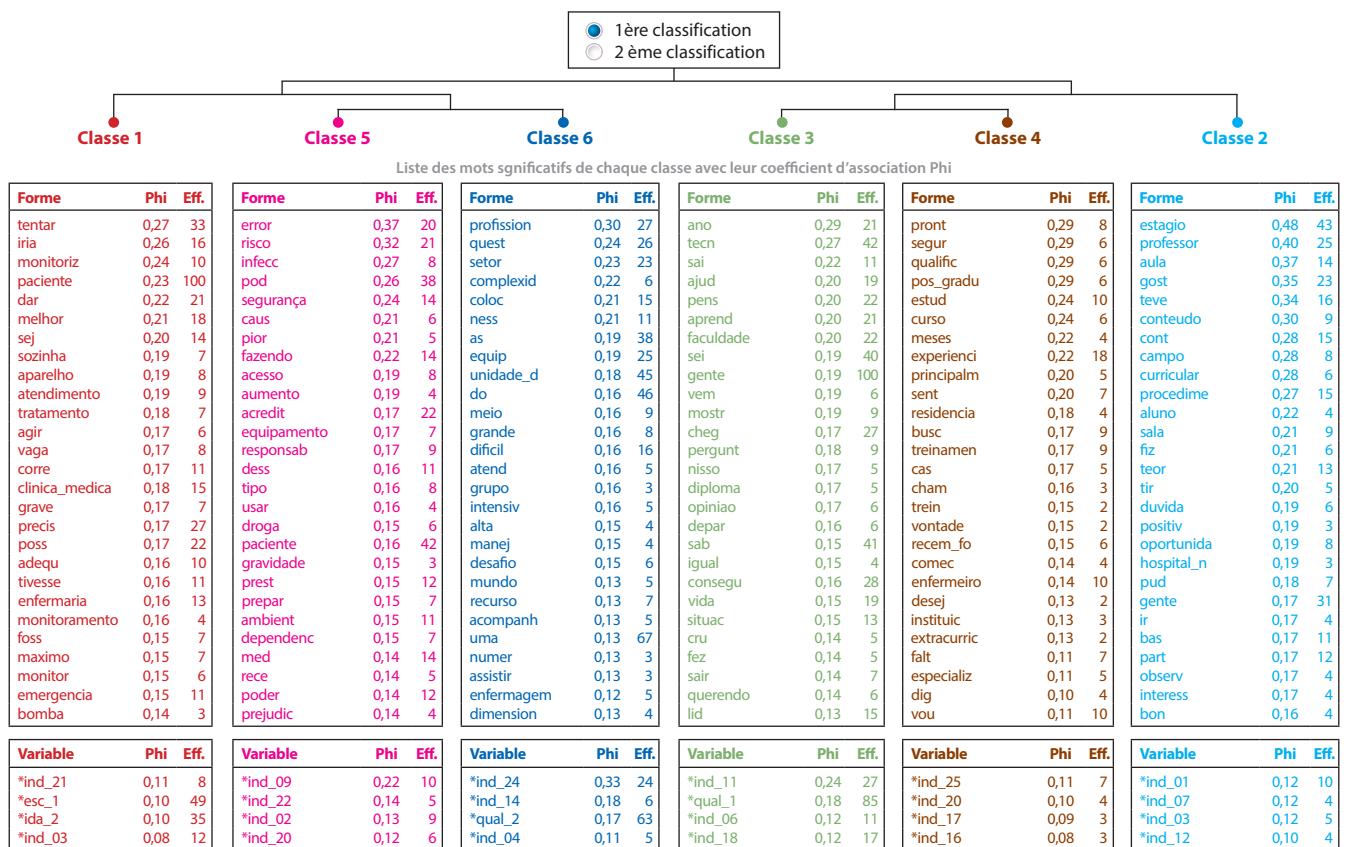 1ère classification
2 ème classification
Classe 1 Classe 5 Classe 6 Classe 3 Classe 4 Classe 2
Liste des mots sgnificatifs de chaque classe avec leur coefficient d'association Phi
Forme Phi Eff. Forme Phi Eff. Forme Phi Eff. Forme Phi Eff. Forme Phi Eff. Forme Phi Eff.
tentar 0,27 33 error 0,37 20 profission 0,30 27 ano 0,29 21 pront 0,29 8 estagio 0,48 43
iria 0,26 16 risco 0,32 21 quest 0,24 26 tecn 0,27 42 segur 0,29 6 professor 0,40 25
monitoriz 0,24 10 infecc 0,27 8 setor 0,23 23 sai 0,22 11 qualific 0,29 6 aula 0,37 14
paciente 0,23 100 pod 0,26 38 complexid 0,22 6 ajud 0,20 19 pos_gradu 0,29 6 gost 0,35 23
dar 0,22 21 segurança 0,24 14 coloc 0,21 15 pens 0,20 22 estud 0,24 10 teve 0,34 16
melhor 0,21 18 caus 0,21 6 ness 0,21 11 aprend 0,20 21 curso 0,24 6 conteudo 0,30 9
sej 0,20 14 pior 0,21 5 as 0,19 38 faculdade 0,20 22 meses 0,22 4 cont 0,28 15
sozinha 0,19 7 fazendo 0,22 14 equip 0,19 25 sei 0,19 40 experienci 0,22 18 campo 0,28 8
aparelho 0,19 8 acesso 0,19 8 unidade_d 0,18 45 gente 0,19 100 principalm 0,20 5 curricular 0,28 6
atendimento 0,19 9 aumento 0,19 4 do 0,16 46 vem 0,19 6 sent 0,20 7 procedime 0,27 15
tratamento 0,18 7 acredit 0,17 22 meio 0,16 9 mostr 0,19 9 residencia 0,18 4 aluno 0,22 4
agir 0,17 6 equipamento 0,17 7 grande 0,16 8 cheg 0,17 27 busc 0,17 9 sala 0,21 9
vaga 0,17 8 responsab 0,17 9 dificil 0,16 16 pergunt 0,18 9 treinamen 0,17 9 fiz 0,21 6
corre 0,17 11 dess 0,16 11 atend 0,16 5 nisso 0,17 5 cas 0,17 5 teor 0,21 13
clinica_medica 0,18 15 tipo 0,16 8 grupo 0,16 3 diploma 0,17 5 cham 0,16 3 tir 0,20 5
grave 0,17 7 usar 0,16 4 intensiv 0,16 5 opiniao 0,17 6 trein 0,15 2 duvida 0,19 6
precis 0,17 27 droga 0,15 6 alta 0,15 4 depar 0,16 6 vontade 0,15 2 positiv 0,19 3
poss 0,17 22 paciente 0,16 42 manej 0,15 4 sab 0,15 41 recem_fo 0,15 6 oportunida 0,19 8
adequ 0,16 10 gravidade 0,15 3 desafio 0,15 6 igual 0,15 4 comec 0,14 4 hospital_n 0,19 3
tivesse 0,16 11 prest 0,15 12 mundo 0,13 5 consegu 0,16 28 enfermeiro 0,14 10 pud 0,18 7
enfermaria 0,16 13 prepar 0,15 7 recurso 0,13 7 vida 0,15 19 desej 0,13 2 gente 0,17 31
monitoramento 0,16 4 ambient 0,15 11 acompanh 0,13 5 situac 0,15 13 instituic 0,13 3 ir 0,17 4
foss 0,15 7 dependenc 0,15 7 uma 0,13 67 cru 0,14 5 extracurric 0,13 2 bas 0,17 11
maximo 0,15 7 med 0,14 14 numer 0,13 3 fez 0,14 5 falt 0,11 7 part 0,17 12
monitor 0,15 6 rece 0,14 5 assistir 0,13 3 sair 0,14 7 especializ 0,11 5 observ 0,17 4
emergencia 0,15 11 poder 0,14 12 enfermagem 0,12 5 querendo 0,14 6 dig 0,10 4 interess 0,17 4
bomba 0,14 3 prejudic 0,14 4 dimension 0,13 4 lid 0,13 15 vou 0,11 10 bon 0,16 4
Variable Phi Eff. Variable Phi Eff. Variable Phi Eff. Variable Phi Eff. Variable Phi Eff. Variable Phi Eff.
*ind_21 0,11 8 *ind_09 0,22 10 *ind_24 0,33 24 *ind_11 0,24 27 *ind_25 0,11 7 *ind_01 0,12 10
*esc_1 0,10 49 *ind_22 0,14 5 *ind_14 0,18 6 *qual_1 0,18 85 *ind_20 0,10 4 *ind_07 0,12 4
*ida_2 0,10 35 *ind_02 0,13 9 *qual_2 0,17 63 *ind_06 0,12 11 *ind_17 0,09 3 *ind_03 0,12 5
*ind_03 0,08 12 *ind_20 0,12 6 *ind_04 0,11 5 *ind_18 0,12 17 *ind_16 0,08 3 *ind_12 0,10 4